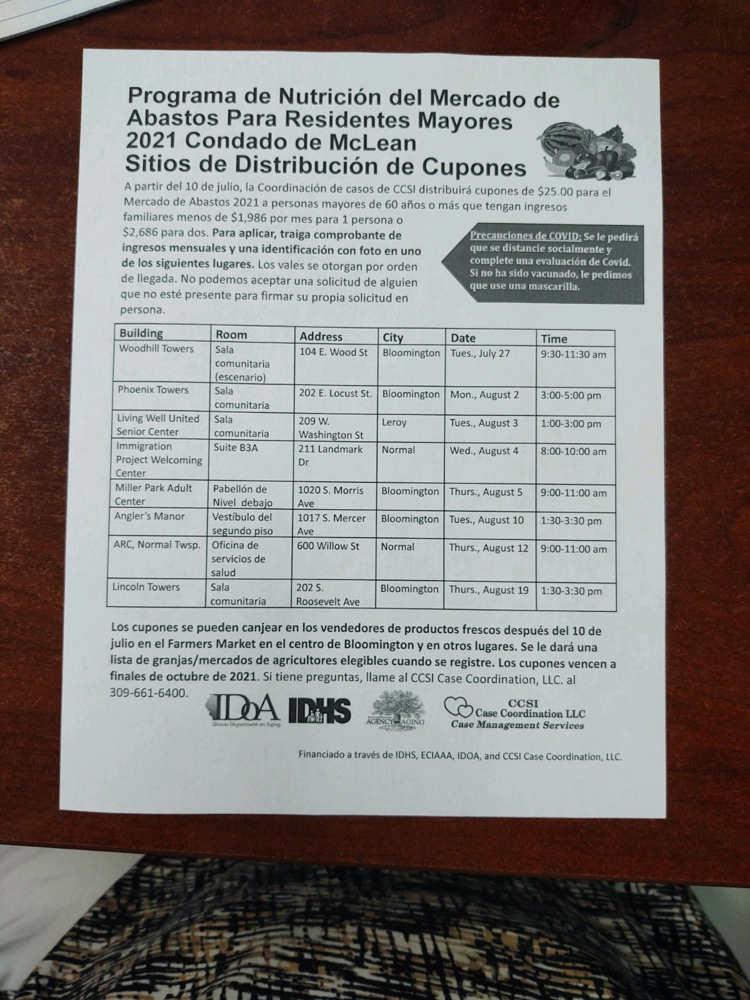 Programa de Nutrición del Mercado de
Abastos Para Residentes Mayores
2021 Condado de McLean
Sitios de Distribución de Cupones
A partir del 10 de julio, la Coordinación de casos de CCSI distribuirá cupones de $25.00 para el
Mercado de Abastos 2021 a personas mayores de 60 años o más que tengan ingresos
familiares menos de $1,986 por mes para 1 persona o
$2,686 para dos. Para aplicar, traiga comprobante de
ingresos mensuales y una identificación con foto en uno
de los siguientes lugares. Los vales se otorgan por orden
de llegada. No podemos aceptar una solicitud de alguien
que no esté presente para firmar su propia solicitud en
persona.
Precauciones de COVID: Se le pedirá
que se distancie socialmente y
complete una evaluación de Covid.
Si no ha sido vacunado, le pedimos
que use una mascarilla.
Building Room Address City Date Time
Woodhill Towers Sala 104 E. Wood St Bloomington Tues., July 27 9:30-11:30 am
comunitaria
(escenario)
Phoenix Towers Sala 202 E. Locust St. Bloomington Mon., August 2 3:00-5:00 pm
comunitaria
Living Well United Sala 209 W. Leroy Tues., August 3 1:00-3:00 pm
Senior Center comunitaria Washington St
Immigration Suite B3A 211 Landmark Normal Wed., August 4 8:00-10:00 am
Project Welcoming Dr
Center
Miller Park Adult Pabellón de 1020 S. Morris Bloomington Thurs., August 5 9:00-11:00 am
Center Nivel debajo Ave
Angler's Manor Vestíbulo del 1017 S. Mercer Bloomington Tues., August 10 1:30-3:30 pm
segundo piso Ave
ARC, Normal Twsp. Oficina de 600 Willow St Normal Thurs., August 12 9:00-11:00 am
servicios de
salud
Lincoln Towers Sala 202 S. Bloomington Thurs., August 19 1:30-3:30 pm
comunitaria Roosevelt Ave
Los cupones se pueden canjear en los vendedores de productos frescos después del 10 de
julio en el Farmers Market en el centro de Bloomington y en otros lugares. Se le dará una
lista de granjas/mercados de agricultores elegibles cuando se registre. Los cupones vencen a
finales de octubre de 2021. Si tiene preguntas, llame al CCSI Case Coordination, LLC. al
309-661-6400.
IDoA
Illinois Department on Aging
IDHS
AGENCY AGING
CCSI
Case Coordination LLC
Case Management Services
Financiado a través de IDHS, ECIAAA, IDOA, and CCSI Case Coordination, LLC.